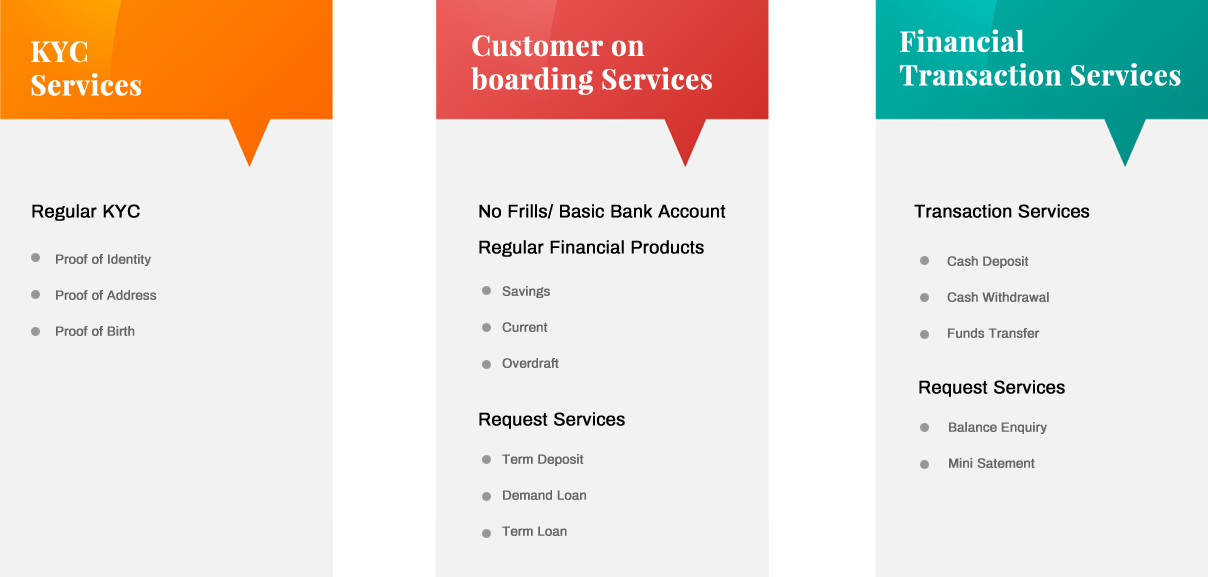 KYC
Services
Regular KYC
Proof of Identity
Proof of Address
Proof of Birth
Customer on
boarding Services
No Frills/ Basic Bank Account
Regular Financial Products
Savings
Current
Overdraft
Request Services
Term Deposit
Demand Loan
Term Loan
Financial
Transaction Services
Transaction Services
Cash Deposit
Cash Withdrawal
Funds Transfer
Request Services
Balance Enquiry
Mini Satement